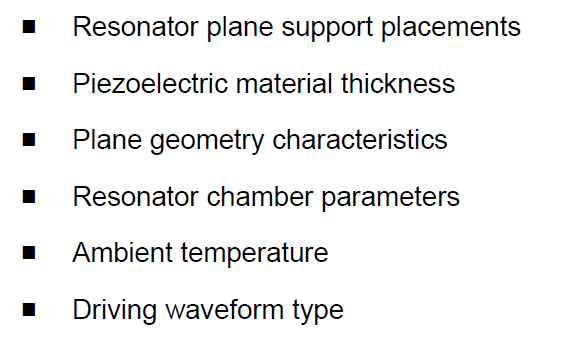 ■ Resonator plane support placements
■ Piezoelectric material thickness
■ Plane geometry characteristics
■ Resonator chamber parameters
■ Ambient temperature
■ Driving waveform type